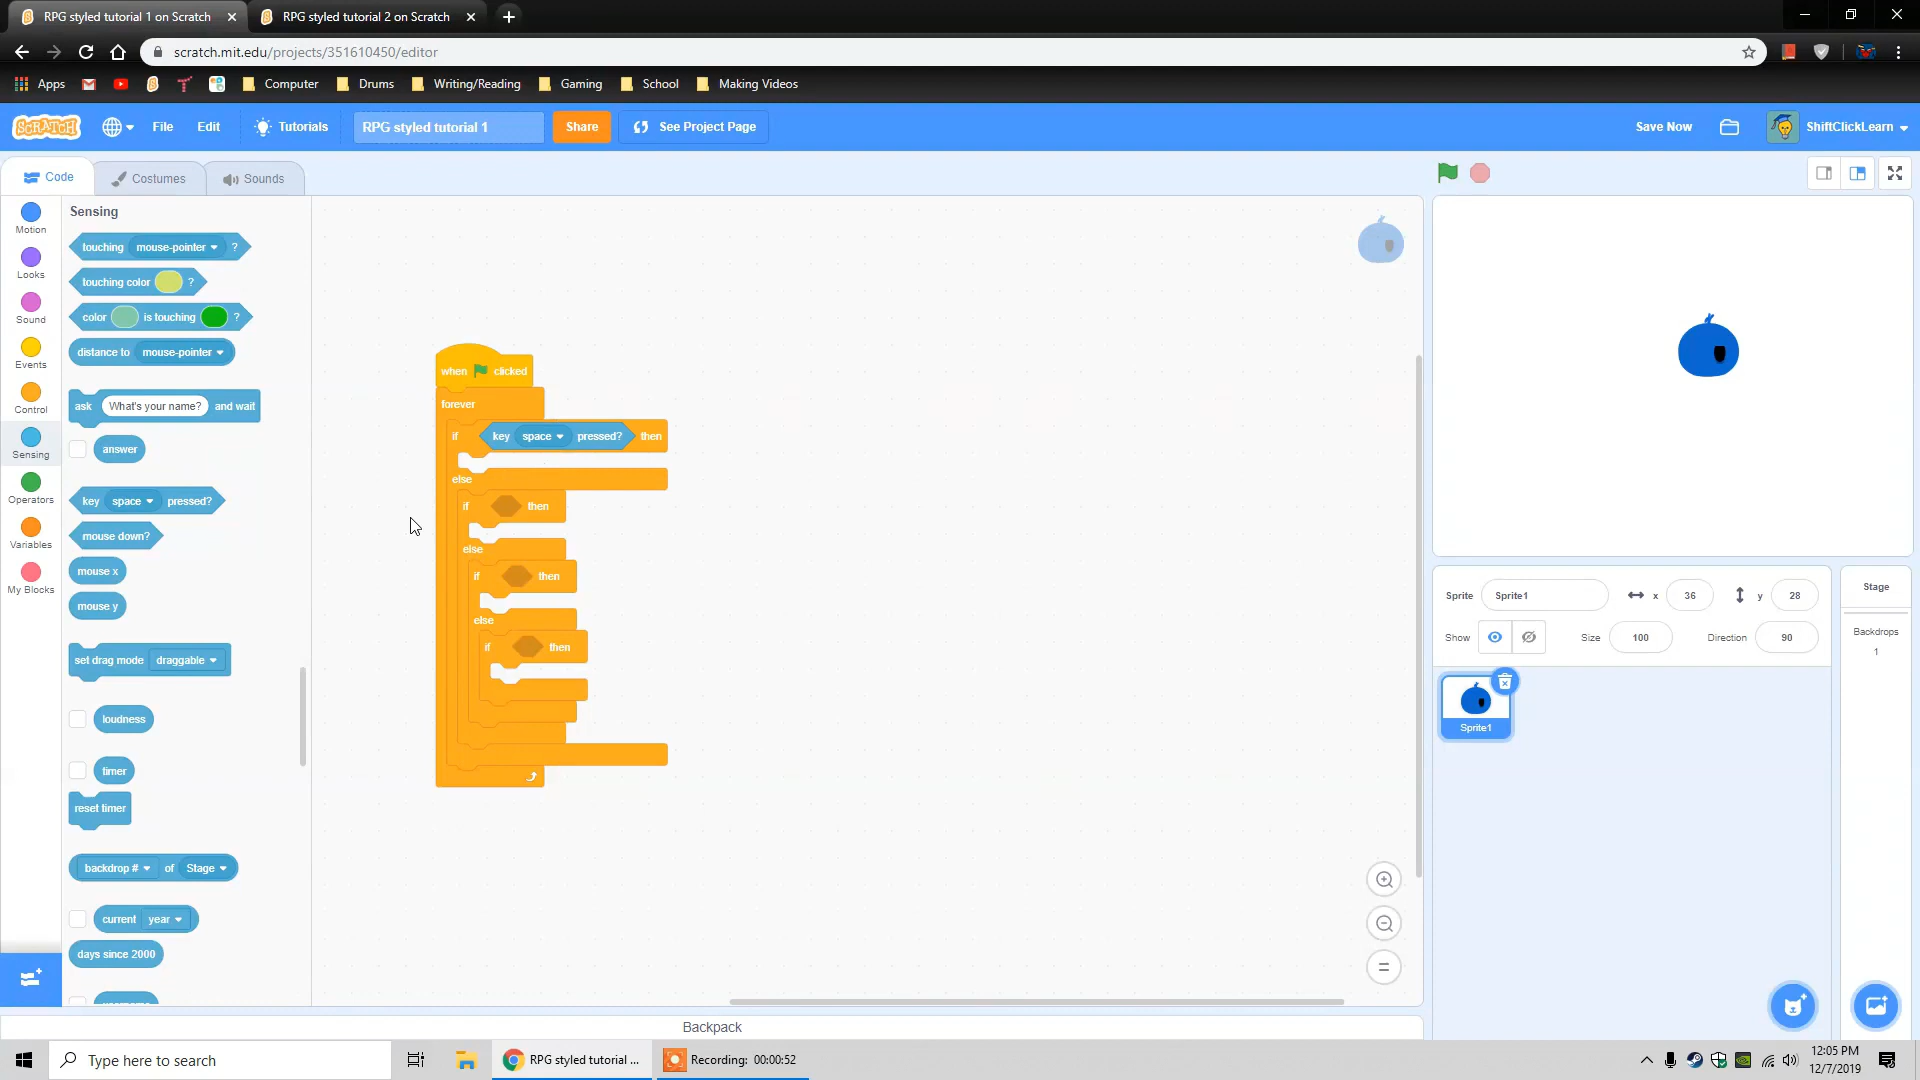 RPG styled tutorial 1 on Scratch
RPG styled tutorial 2 on Scratch
scratch.mit.edu/projects/351610450/editor
Apps
Computer
Drums
Writing/Reading
Gaming
School
Making Videos
SCRATCH
File
Edit
Tutorials
RPG styled tutorial 1
Share
See Project Page
Save Now
ShiftClickLearn
Code
Costumes
Sounds
Motion
Looks
Sound
Events
Control
Sensing
Operators
Variables
My Blocks
Sensing
touching mouse-pointer ?
touching color ?
color is touching ?
distance to mouse-pointer
ask What's your name? and wait
answer
key space pressed?
mouse down?
mouse x
mouse y
set drag mode draggable
loudness
timer
reset timer
backdrop # of Stage
current year
days since 2000
when clicked
forever
if key space pressed? then
else
if then
else
if then
else
if then
Sprite Sprite1 x 36 y 28
Show Size 100 Direction 90
Sprite1
Stage
Backdrops
1
Backpack
Type here to search
RPG styled tutorial ...
Recording: 00:00:52
12:05 PM
12/7/2019